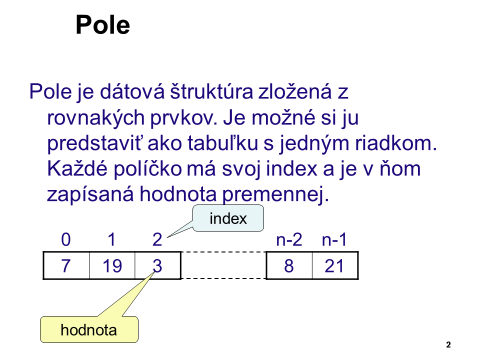 Pole
Pole je dátová štruktúra zložená z
rovnakých prvkov. Je možné si ju
predstaviť ako tabuľku s jedným riadkom.
Každé políčko má svoj index a je v ňom
zapísaná hodnota premennej.
index
0 1 2 n-2 n-1
7 19 3 8 21
hodnota
2